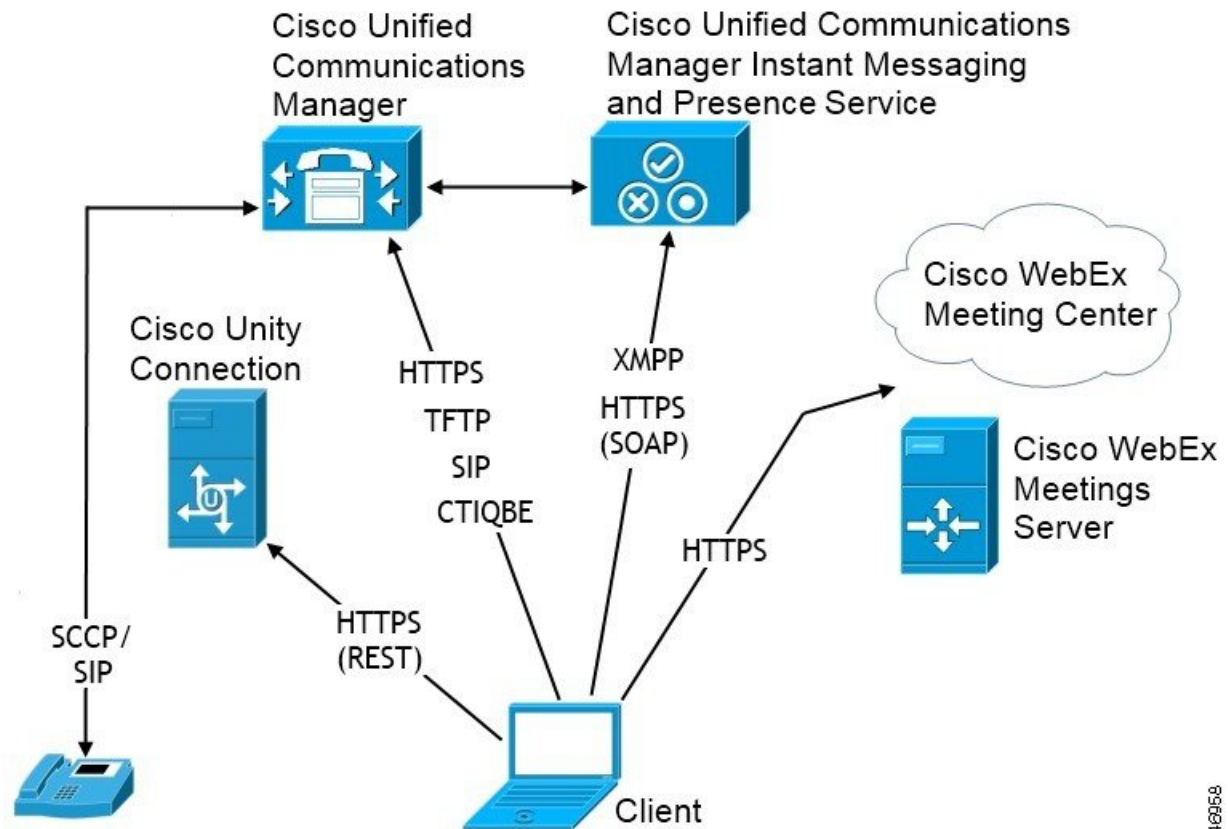 Cisco Unified
Communications
Manager
Cisco Unified Communications
Manager Instant Messaging
and Presence Service
Cisco WebEx
Meeting Center
Cisco Unity
Connection
HTTPS
TFTP
SIP
CTIQBE
XMPP
HTTPS
(SOAP)
Cisco WebEx
Meetings
Server
HTTPS
HTTPS
(REST)
SCCP/
SIP
U
Client